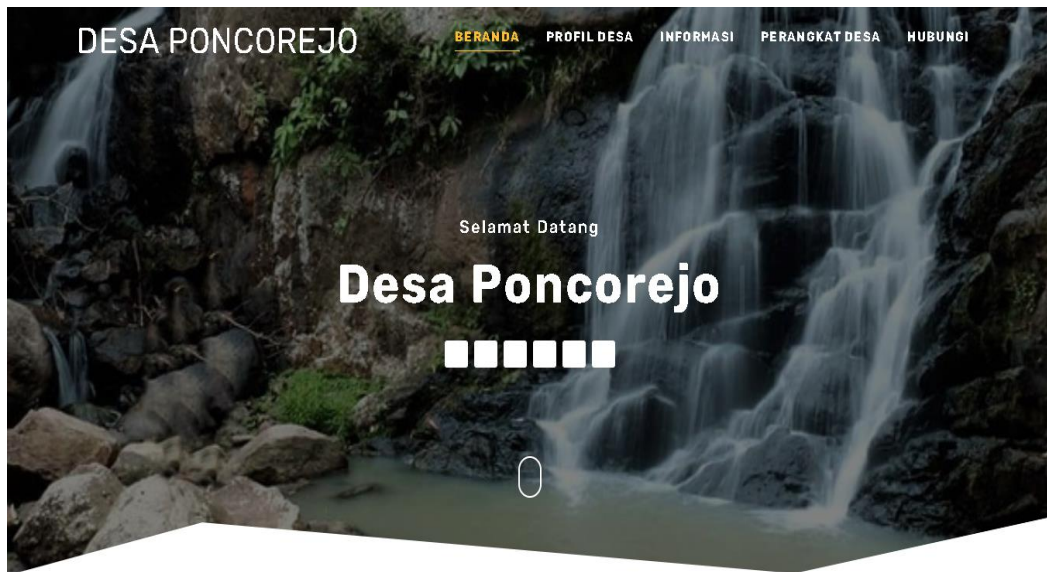 DESA PONCOREJO
BERANDA PROFIL DESA INFORMASI PERANGKAT DESA HUBUNGI
Selamat Datang
Desa Poncorejo